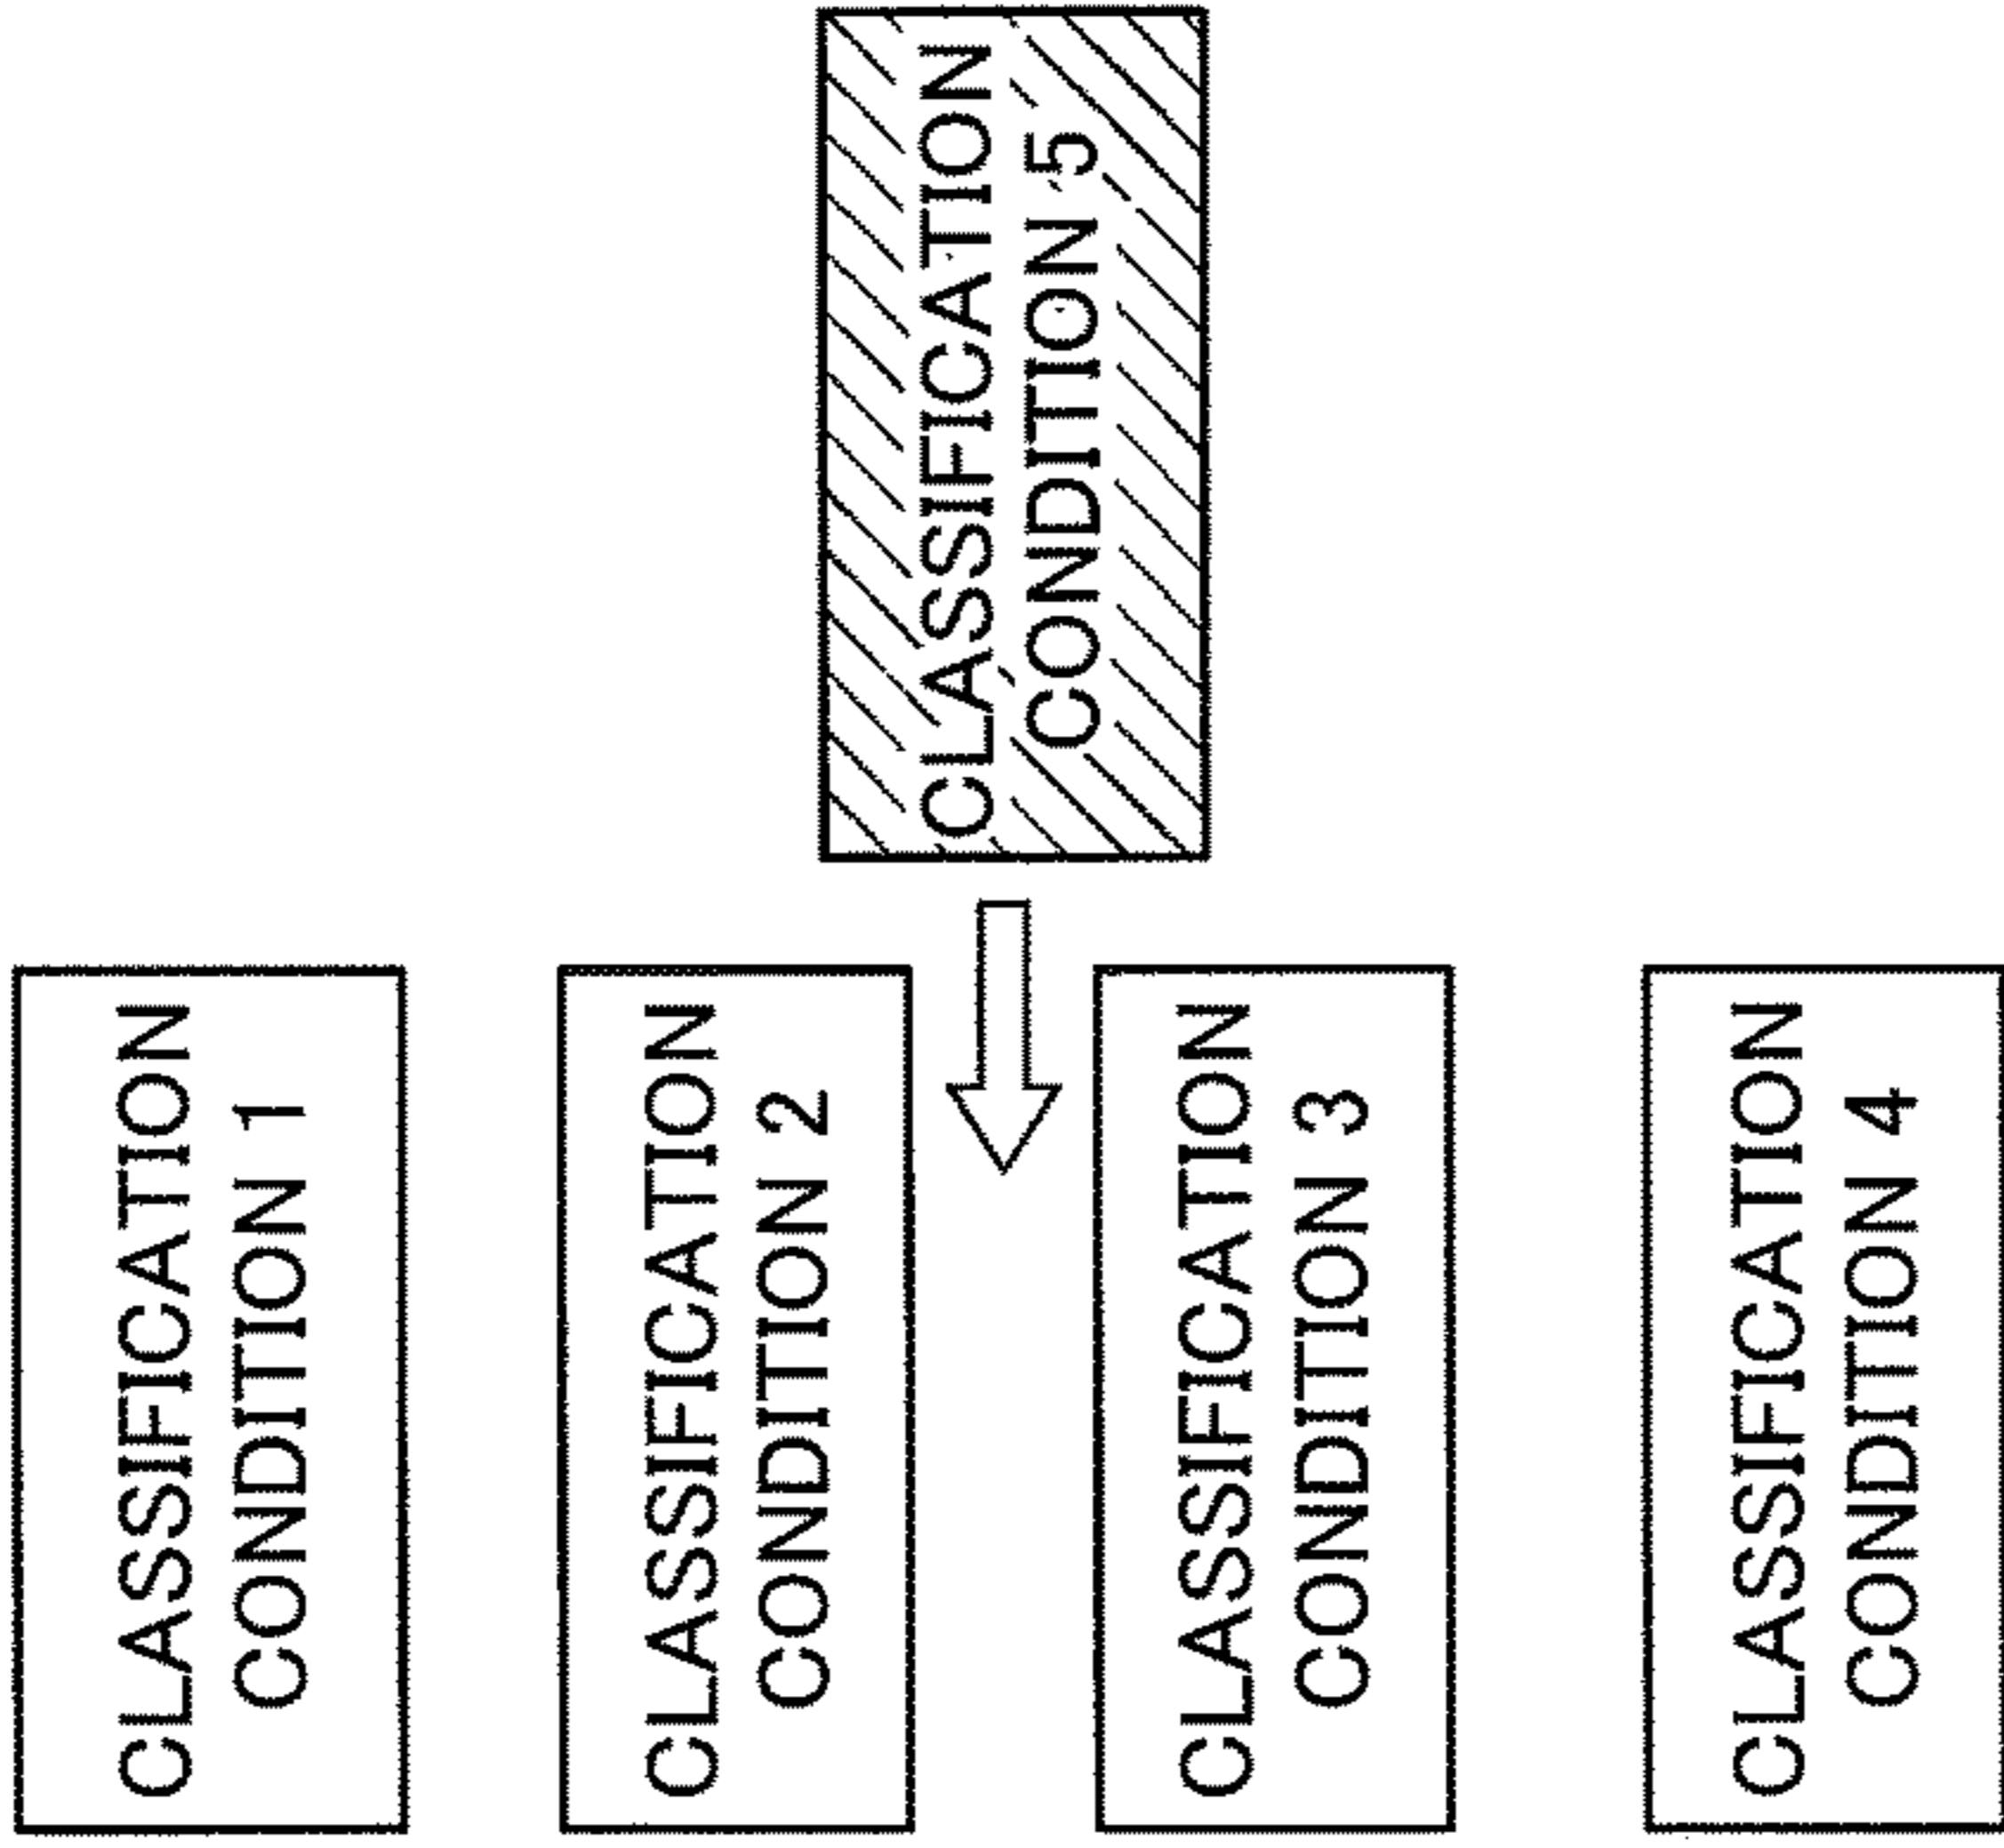 CLASSIFICATION
CONDITION 1
CLASSIFICATION
CONDITION 2
CLASSIFICATION
CONDITION 3
CLASSIFICATION
CONDITION 4
CLASSIFICATION
CONDITION 5